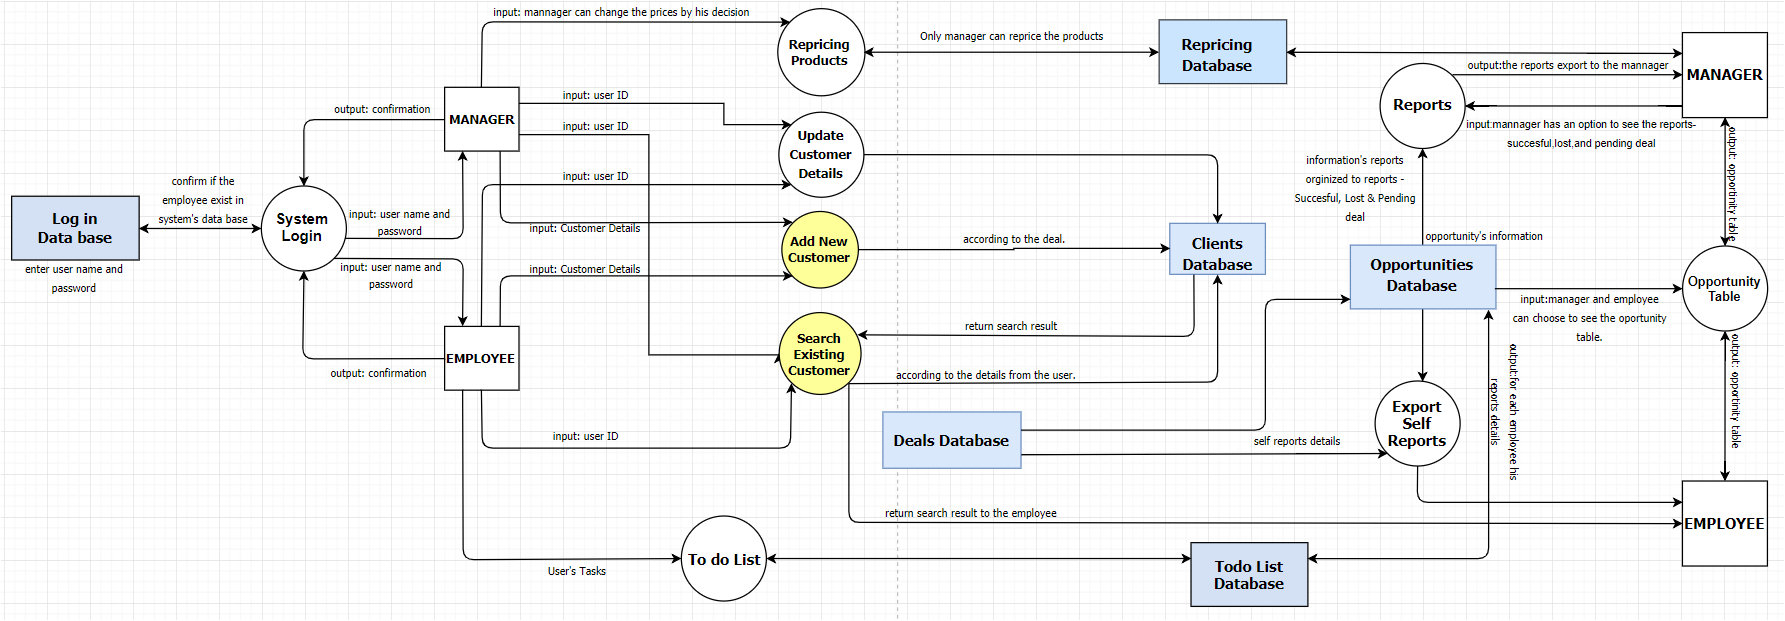 input: mannager can change the prices by his decision
Repricing
Products
Only manager can reprice the products
Repricing
Database
MANAGER
output:the reports export to the mannager
Reports
input:mannager has an option to see the reports-
succesful,lost,and pending deal
output: confirmation
MANAGER
input: user ID
input: user ID
Update
Customer
Details
input: user ID
information's reports
orginized to reports -
Succesful, Lost & Pending
deal
output: opportinity table
confirm if the
employee exist in
system's data base
Log in
Data base
enter user name and
password
System
Login
input: user name and
password
input: user name and
password
input: Customer Details
Add New
Customer
according to the deal.
Clients
Database
opportunity's information
Opportunities
Database
input: Customer Details
input:manager and employee
can choose to see the oportunity
table.
Opportunity
Table
return search result
EMPLOYEE
output: confirmation
Search
Existing
Customer
according to the details from the user.
output:for each employee his
reports details
output: opportinity table
Deals Database
self reports details
Export
Self
Reports
input: user ID
return search result to the employee
EMPLOYEE
User's Tasks
To do List
Todo List
Database